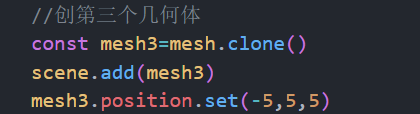 //创第三个几何体
const mesh3=mesh.clone()
scene.add(mesh3)
mesh3.position.set(-5,5,5)